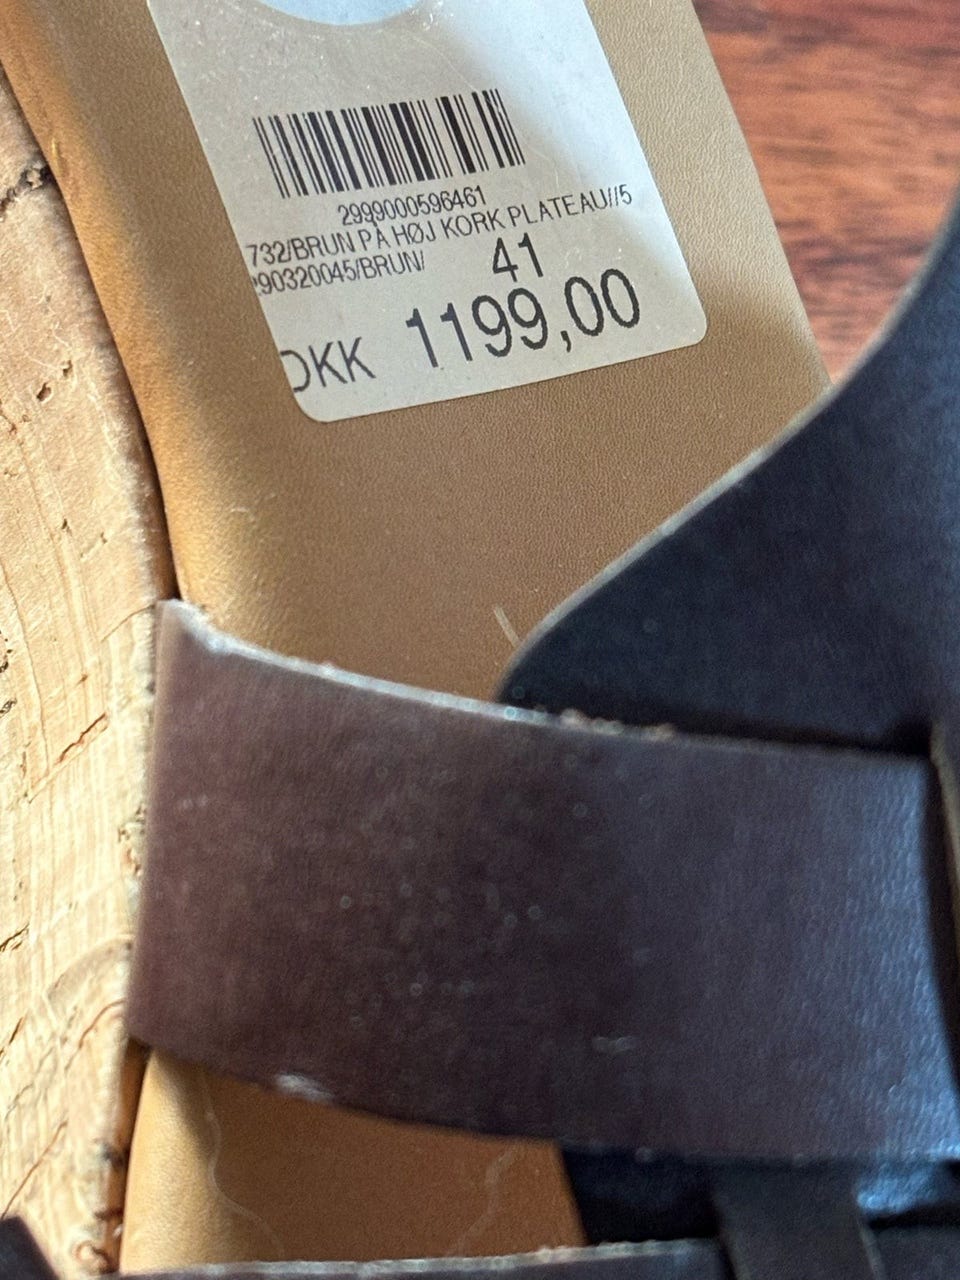 2999000596461
732/BRUN PÅ HØJ KORK PLATEAU//5
290320045/BRUN/ 41
DKK 1199,00